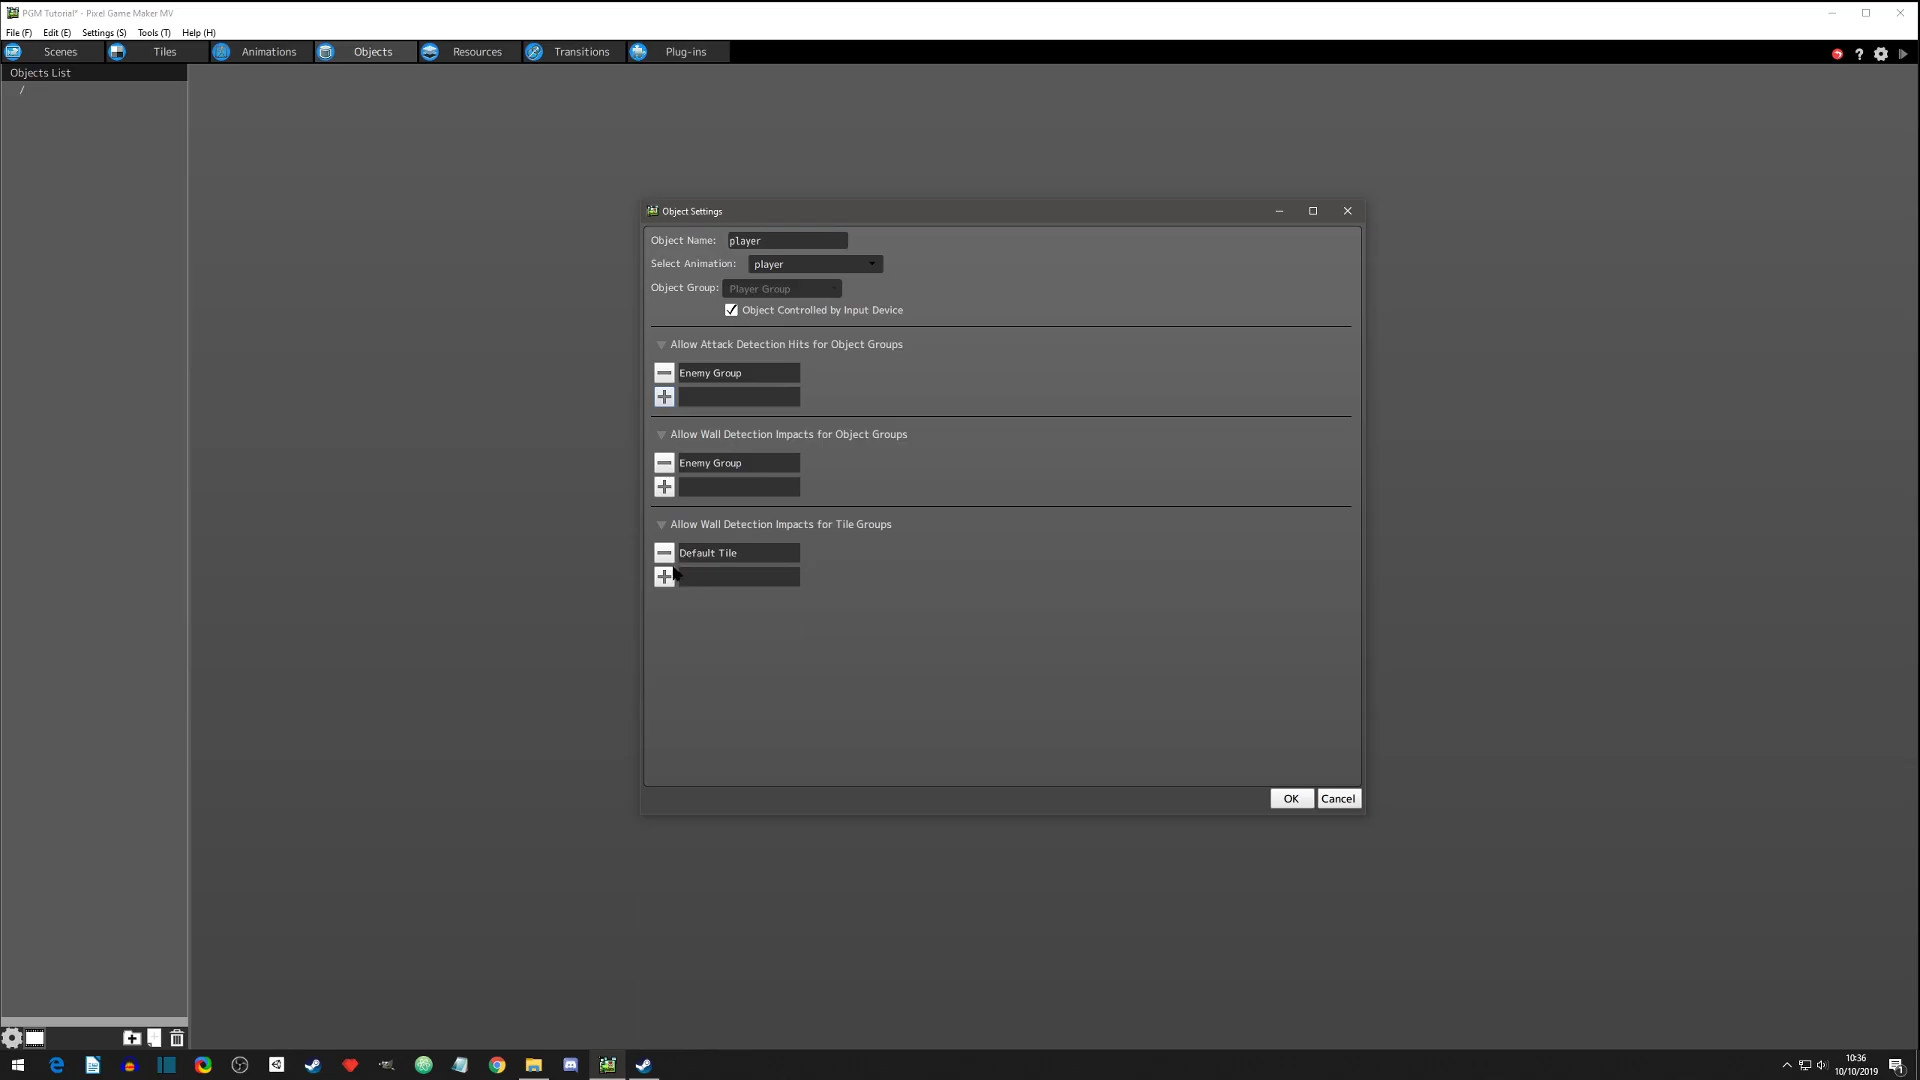 PGM Tutorial* - Pixel Game Maker MV
File (F) Edit (E) Settings (S) Tools (T) Help (H)
Scenes Tiles Animations Objects Resources Transitions Plug-ins
?
Objects List
/
Object Settings
Object Name: player
Select Animation: player
Object Group: Player Group
Object Controlled by Input Device
Allow Attack Detection Hits for Object Groups
Enemy Group
Allow Wall Detection Impacts for Object Groups
Enemy Group
Allow Wall Detection Impacts for Tile Groups
Default Tile
OK Cancel
10:36
10/10/2019